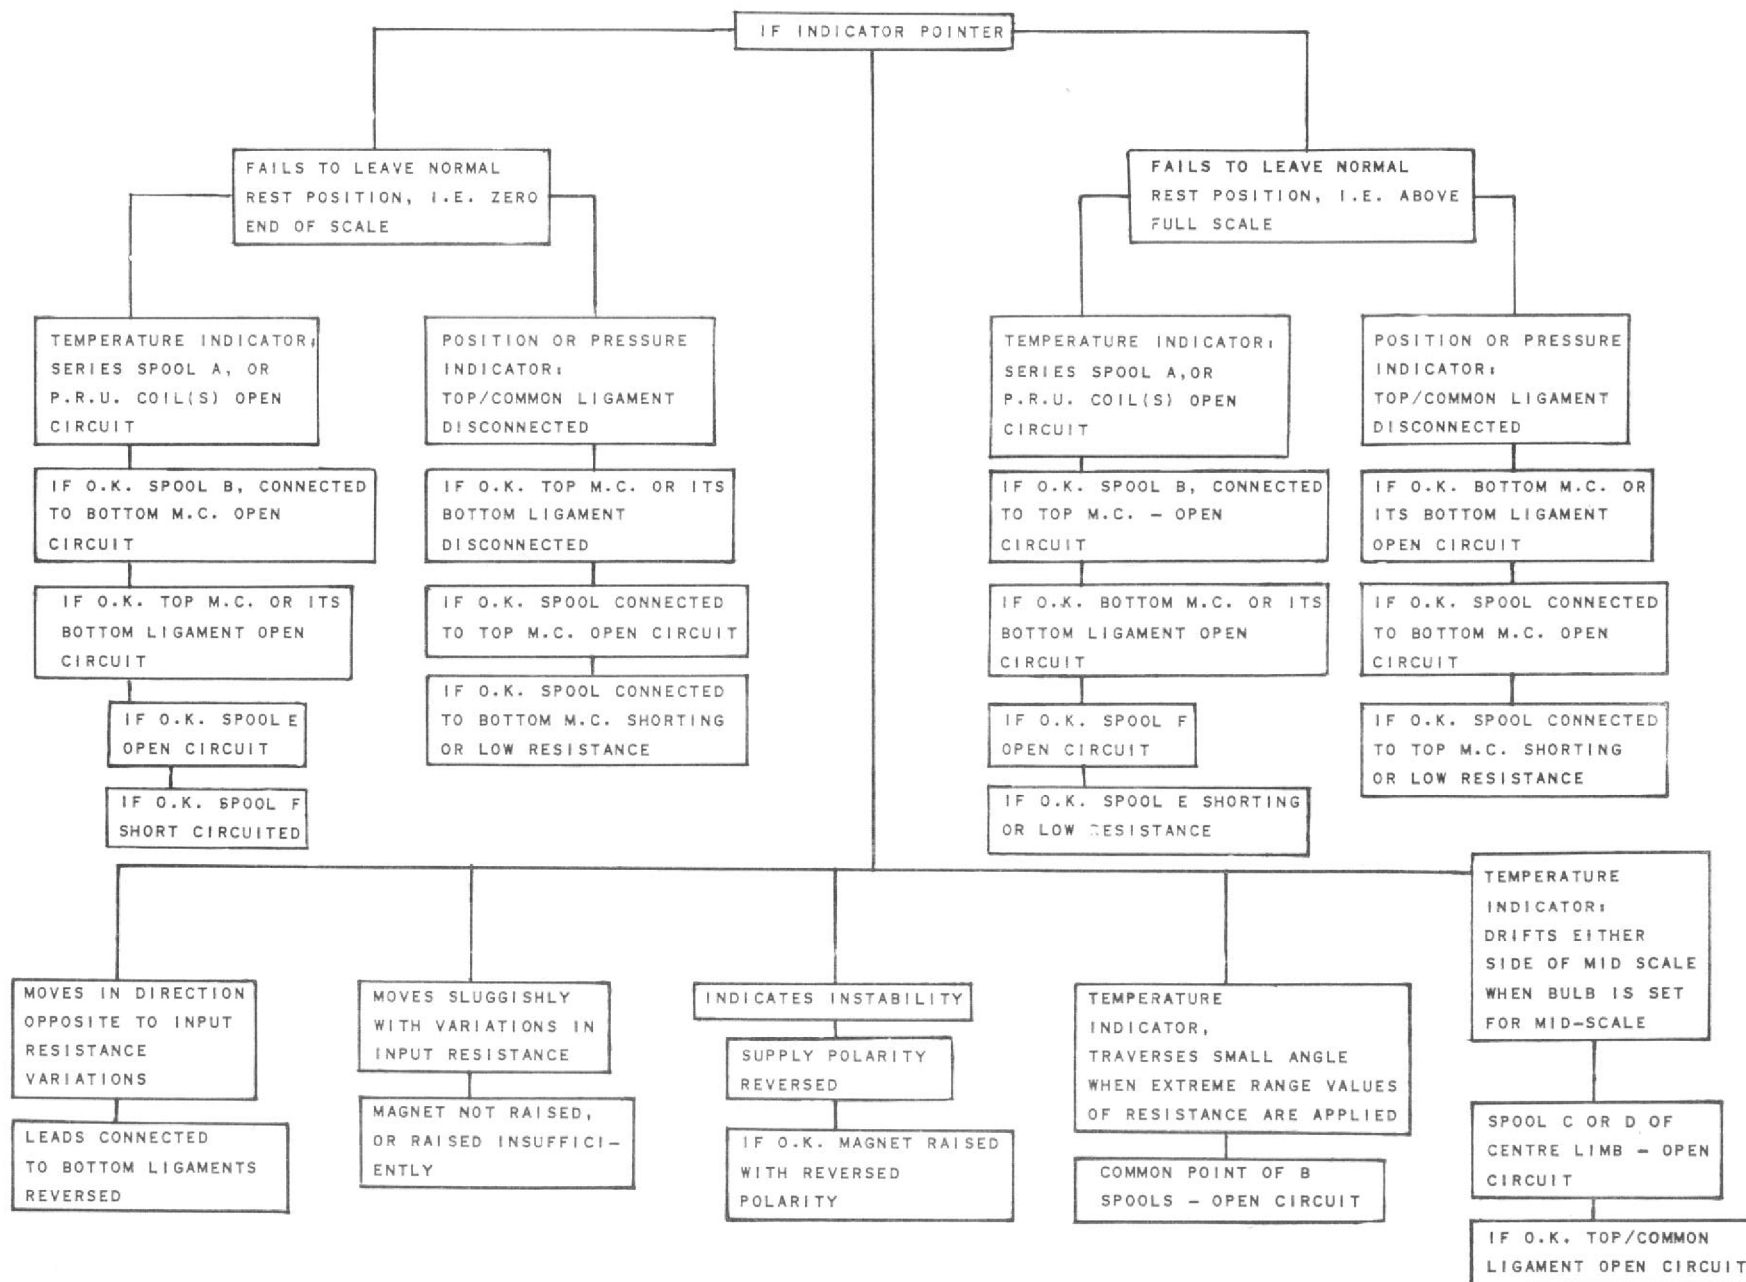 IF INDICATOR POINTER
FAILS TO LEAVE NORMAL
REST POSITION, I.E. ZERO
END OF SCALE
TEMPERATURE INDICATOR:
SERIES SPOOL A, OR
P.R.U. COIL(S) OPEN
CIRCUIT
IF O.K. SPOOL B, CONNECTED
TO BOTTOM M.C. OPEN
CIRCUIT
IF O.K. TOP M.C. OR ITS
BOTTOM LIGAMENT OPEN
CIRCUIT
IF O.K. SPOOL E
OPEN CIRCUIT
IF O.K. SPOOL F
SHORT CIRCUITED
POSITION OR PRESSURE
INDICATOR:
TOP/COMMON LIGAMENT
DISCONNECTED
IF O.K. TOP M.C. OR ITS
BOTTOM LIGAMENT
DISCONNECTED
IF O.K. SPOOL CONNECTED
TO TOP M.C. OPEN CIRCUIT
IF O.K. SPOOL CONNECTED
TO BOTTOM M.C. SHORTING
OR LOW RESISTANCE
FAILS TO LEAVE NORMAL
REST POSITION, I.E. ABOVE
FULL SCALE
TEMPERATURE INDICATOR:
SERIES SPOOL A, OR
P.R.U. COIL(S) OPEN
CIRCUIT
IF O.K. SPOOL B, CONNECTED
TO TOP M.C. – OPEN
CIRCUIT
IF O.K. BOTTOM M.C. OR ITS
BOTTOM LIGAMENT OPEN
CIRCUIT
IF O.K. SPOOL F
OPEN CIRCUIT
IF O.K. SPOOL E SHORTING
OR LOW RESISTANCE
POSITION OR PRESSURE
INDICATOR:
TOP/COMMON LIGAMENT
DISCONNECTED
IF O.K. BOTTOM M.C. OR
ITS BOTTOM LIGAMENT
OPEN CIRCUIT
IF O.K. SPOOL CONNECTED
TO BOTTOM M.C. OPEN
CIRCUIT
IF O.K. SPOOL CONNECTED
TO TOP M.C. SHORTING
OR LOW RESISTANCE
MOVES IN DIRECTION
OPPOSITE TO INPUT
RESISTANCE
VARIATIONS
LEADS CONNECTED
TO BOTTOM LIGAMENTS
REVERSED
MOVES SLUGGISHLY
WITH VARIATIONS IN
INPUT RESISTANCE
MAGNET NOT RAISED,
OR RAISED INSUFFICI–
ENTLY
INDICATES INSTABILITY
SUPPLY POLARITY
REVERSED
IF O.K. MAGNET RAISED
WITH REVERSED
POLARITY
TEMPERATURE
INDICATOR,
TRAVERSES SMALL ANGLE
WHEN EXTREME RANGE VALUES
OF RESISTANCE ARE APPLIED
COMMON POINT OF B
SPOOLS – OPEN CIRCUIT
TEMPERATURE
INDICATOR:
DRIFTS EITHER
SIDE OF MID SCALE
WHEN BULB IS SET
FOR MID–SCALE
SPOOL C OR D OF
CENTRE LIMB – OPEN
CIRCUIT
IF O.K. TOP/COMMON
LIGAMENT OPEN CIRCUIT